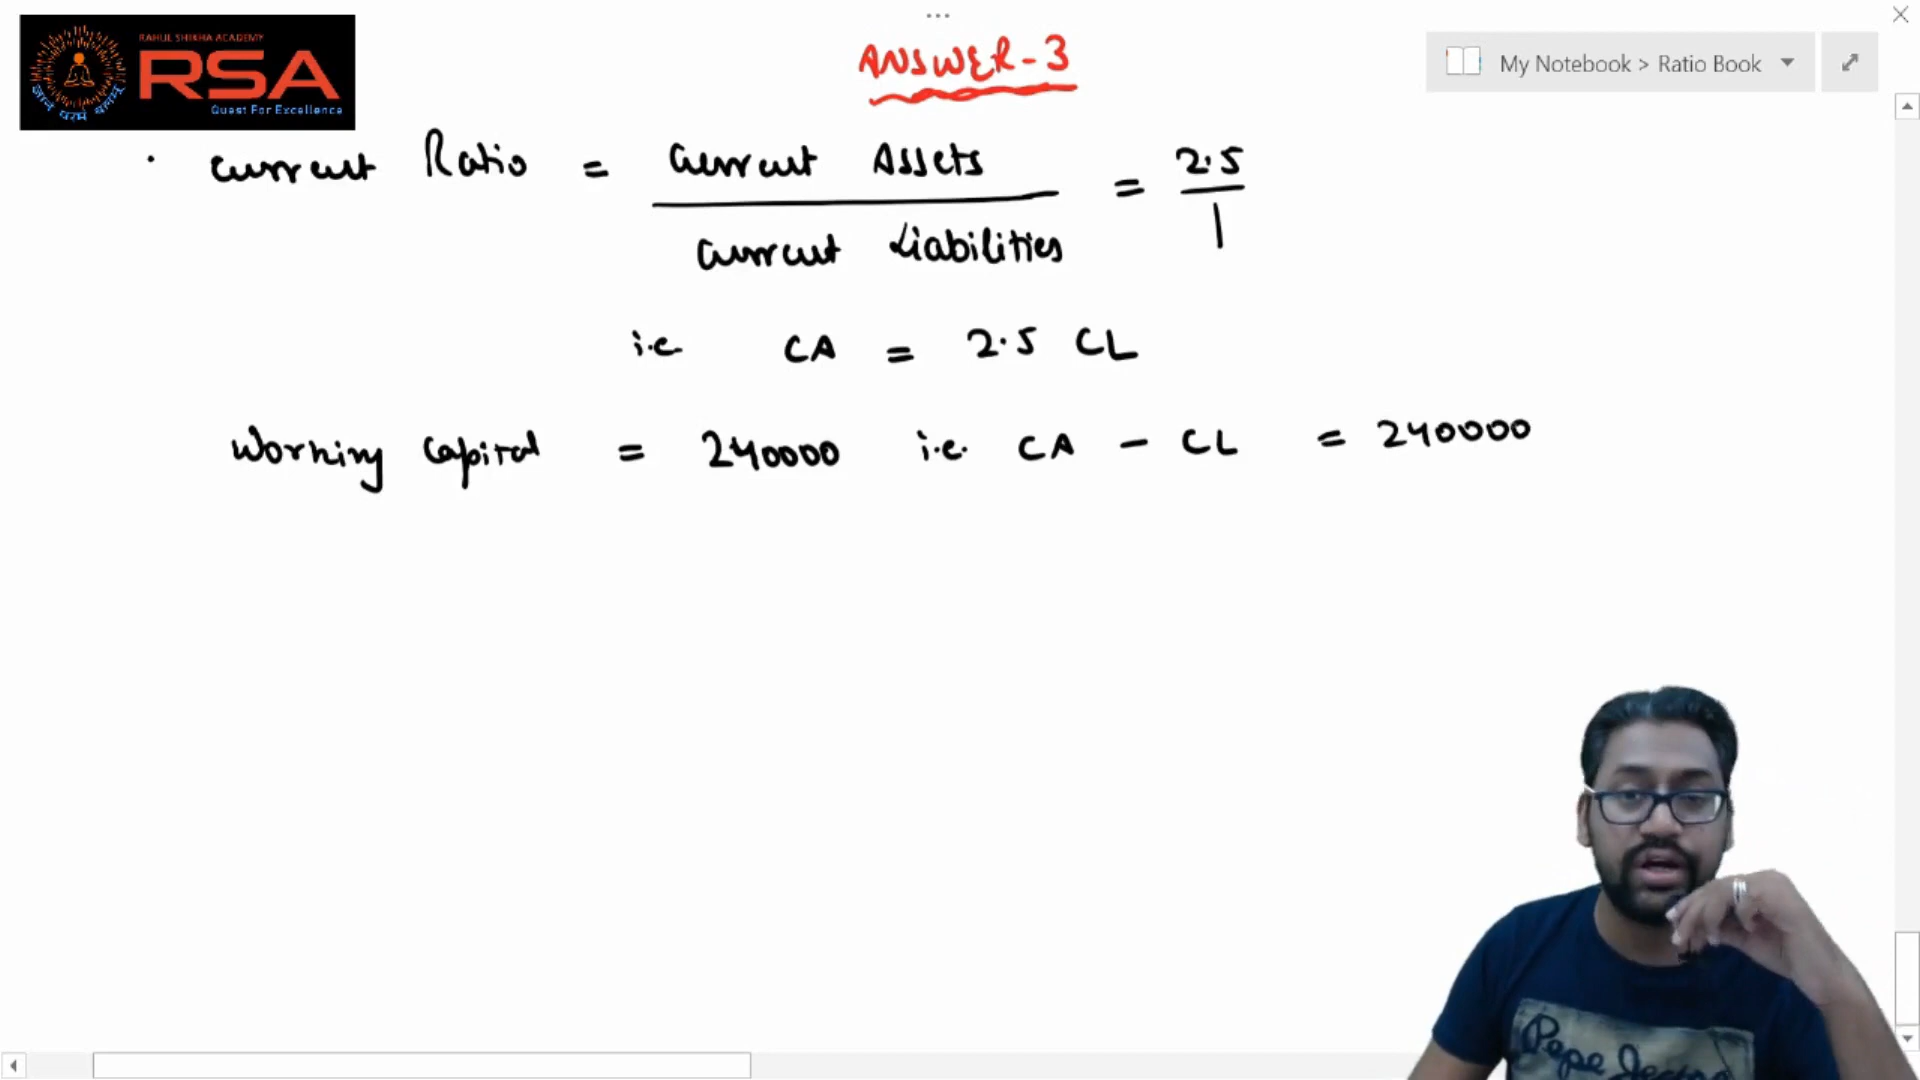 RAHUL SHIKHA ACADEMY
RSA
Quest For Excellence
ANSWER-3
My Notebook > Ratio Book
Current Ratio = Current Assets / Current Liabilities = 2.5 / 1
i.e CA = 2.5 CL
Working Capital = 240000 i.e. CA - CL = 240000